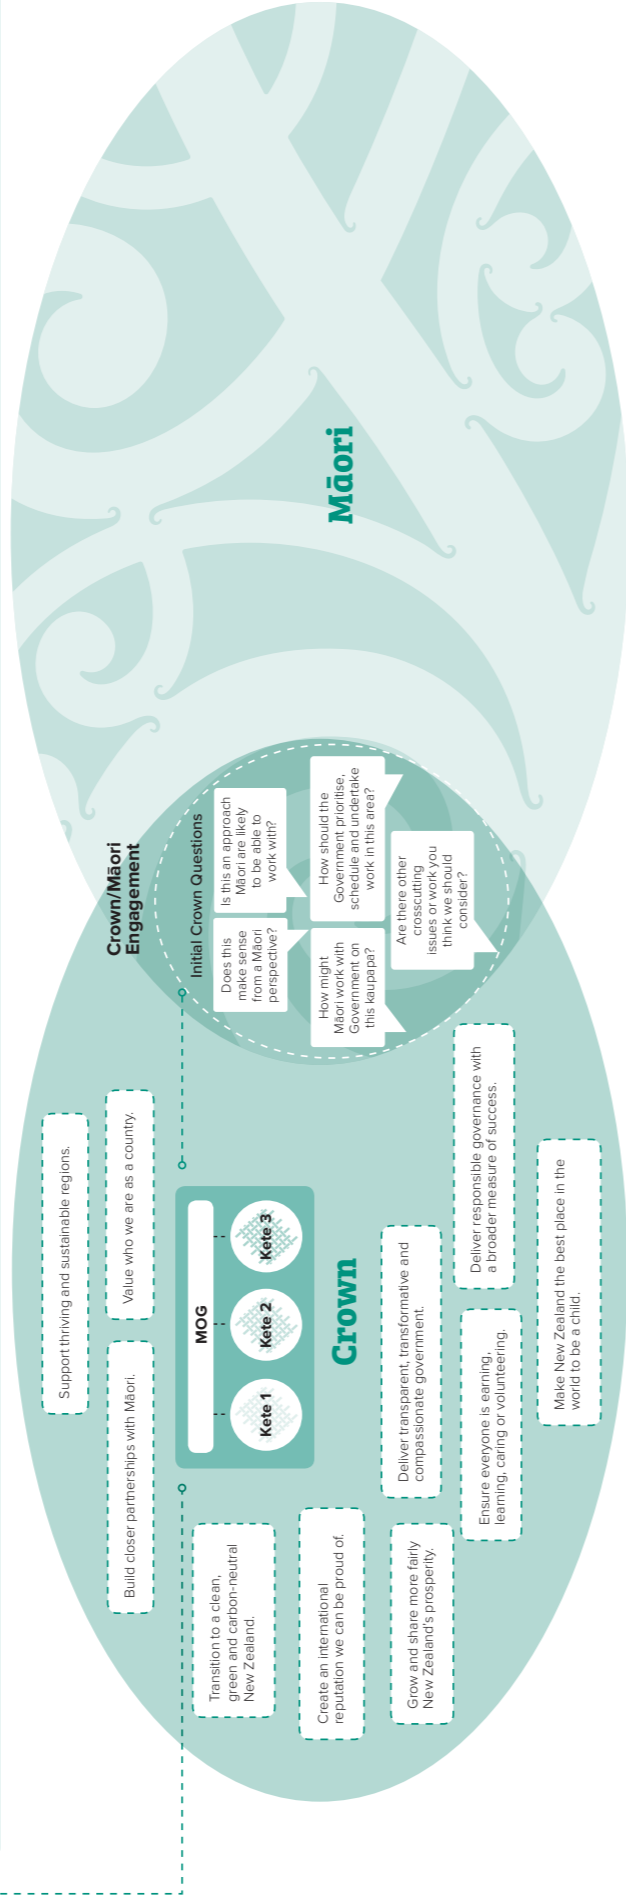 Support thriving and sustainable regions.
Build closer partnerships with Māori.
Value who we are as a country.
Transition to a clean,
green and carbon-neutral
New Zealand.
Create an international
reputation we can be proud of.
Grow and share more fairly
New Zealand's prosperity.
MOG
Kete 1
Kete 2
Kete 3
Crown
Deliver transparent, transformative and
compassionate government.
Ensure everyone is earning,
learning, caring or volunteering,
Deliver responsible governance with
a broader measure of success.
Make New Zealand the best place in the
world to be a child.
Crown/Māori
Engagement
Initial Crown Questions
Does this
make sense
from a Māori
perspective?
Is this an approach
Māori are likely
to be able to
work with?
How might
Māori work with
Government on
this kaupapa?
How should the
Government prioritise,
schedule and undertake
work in this area?
Are there other
crosscutting
issues or work you
think we should
consider?
Māori